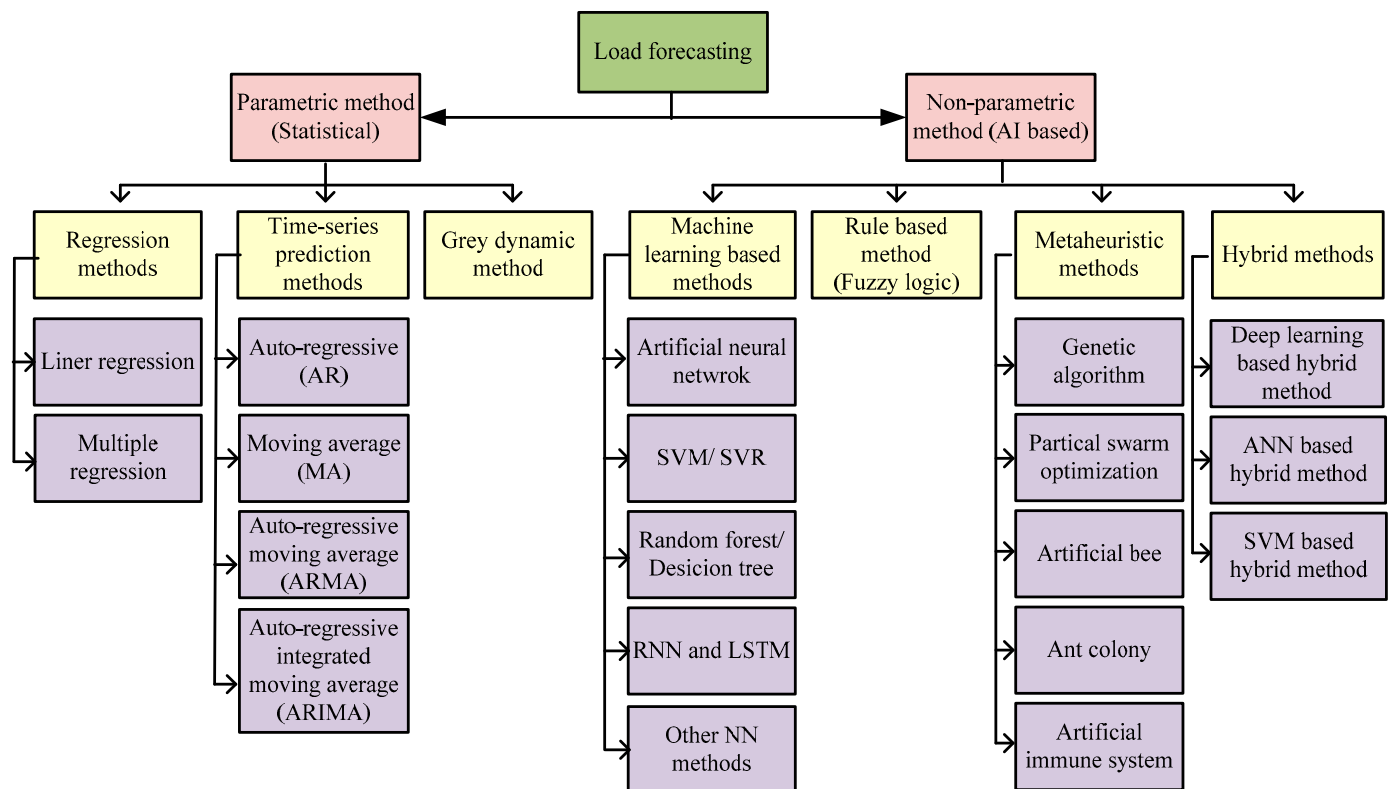 Load forecasting
Parametric method
(Statistical)
Non-parametric
method (AI based)
Regression
methods
Time-series
prediction
methods
Grey dynamic
method
Machine
learning based
methods
Rule based
method
(Fuzzy logic)
Metaheuristic
methods
Hybrid methods
Liner regression
Multiple
regression
Auto-regressive
(AR)
Moving average
(MA)
Auto-regressive
moving average
(ARMA)
Auto-regressive
integrated
moving average
(ARIMA)
Artificial neural
netwrok
SVM/ SVR
Random forest/
Desicion tree
RNN and LSTM
Other NN
methods
Genetic
algorithm
Partical swarm
optimization
Artificial bee
Ant colony
Artificial
immune system
Deep learning
based hybrid
method
ANN based
hybrid method
SVM based
hybrid method